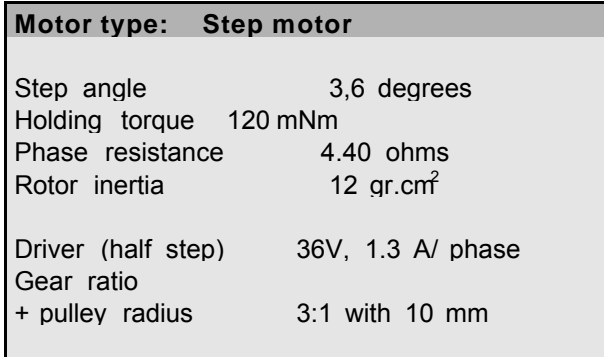 Motor type: Step motor
Step angle 3,6 degrees
Holding torque 120 mNm
Phase resistance 4.40 ohms
Rotor inertia 12 gr.cm²
Driver (half step) 36V, 1.3 A/ phase
Gear ratio
+ pulley radius 3:1 with 10 mm